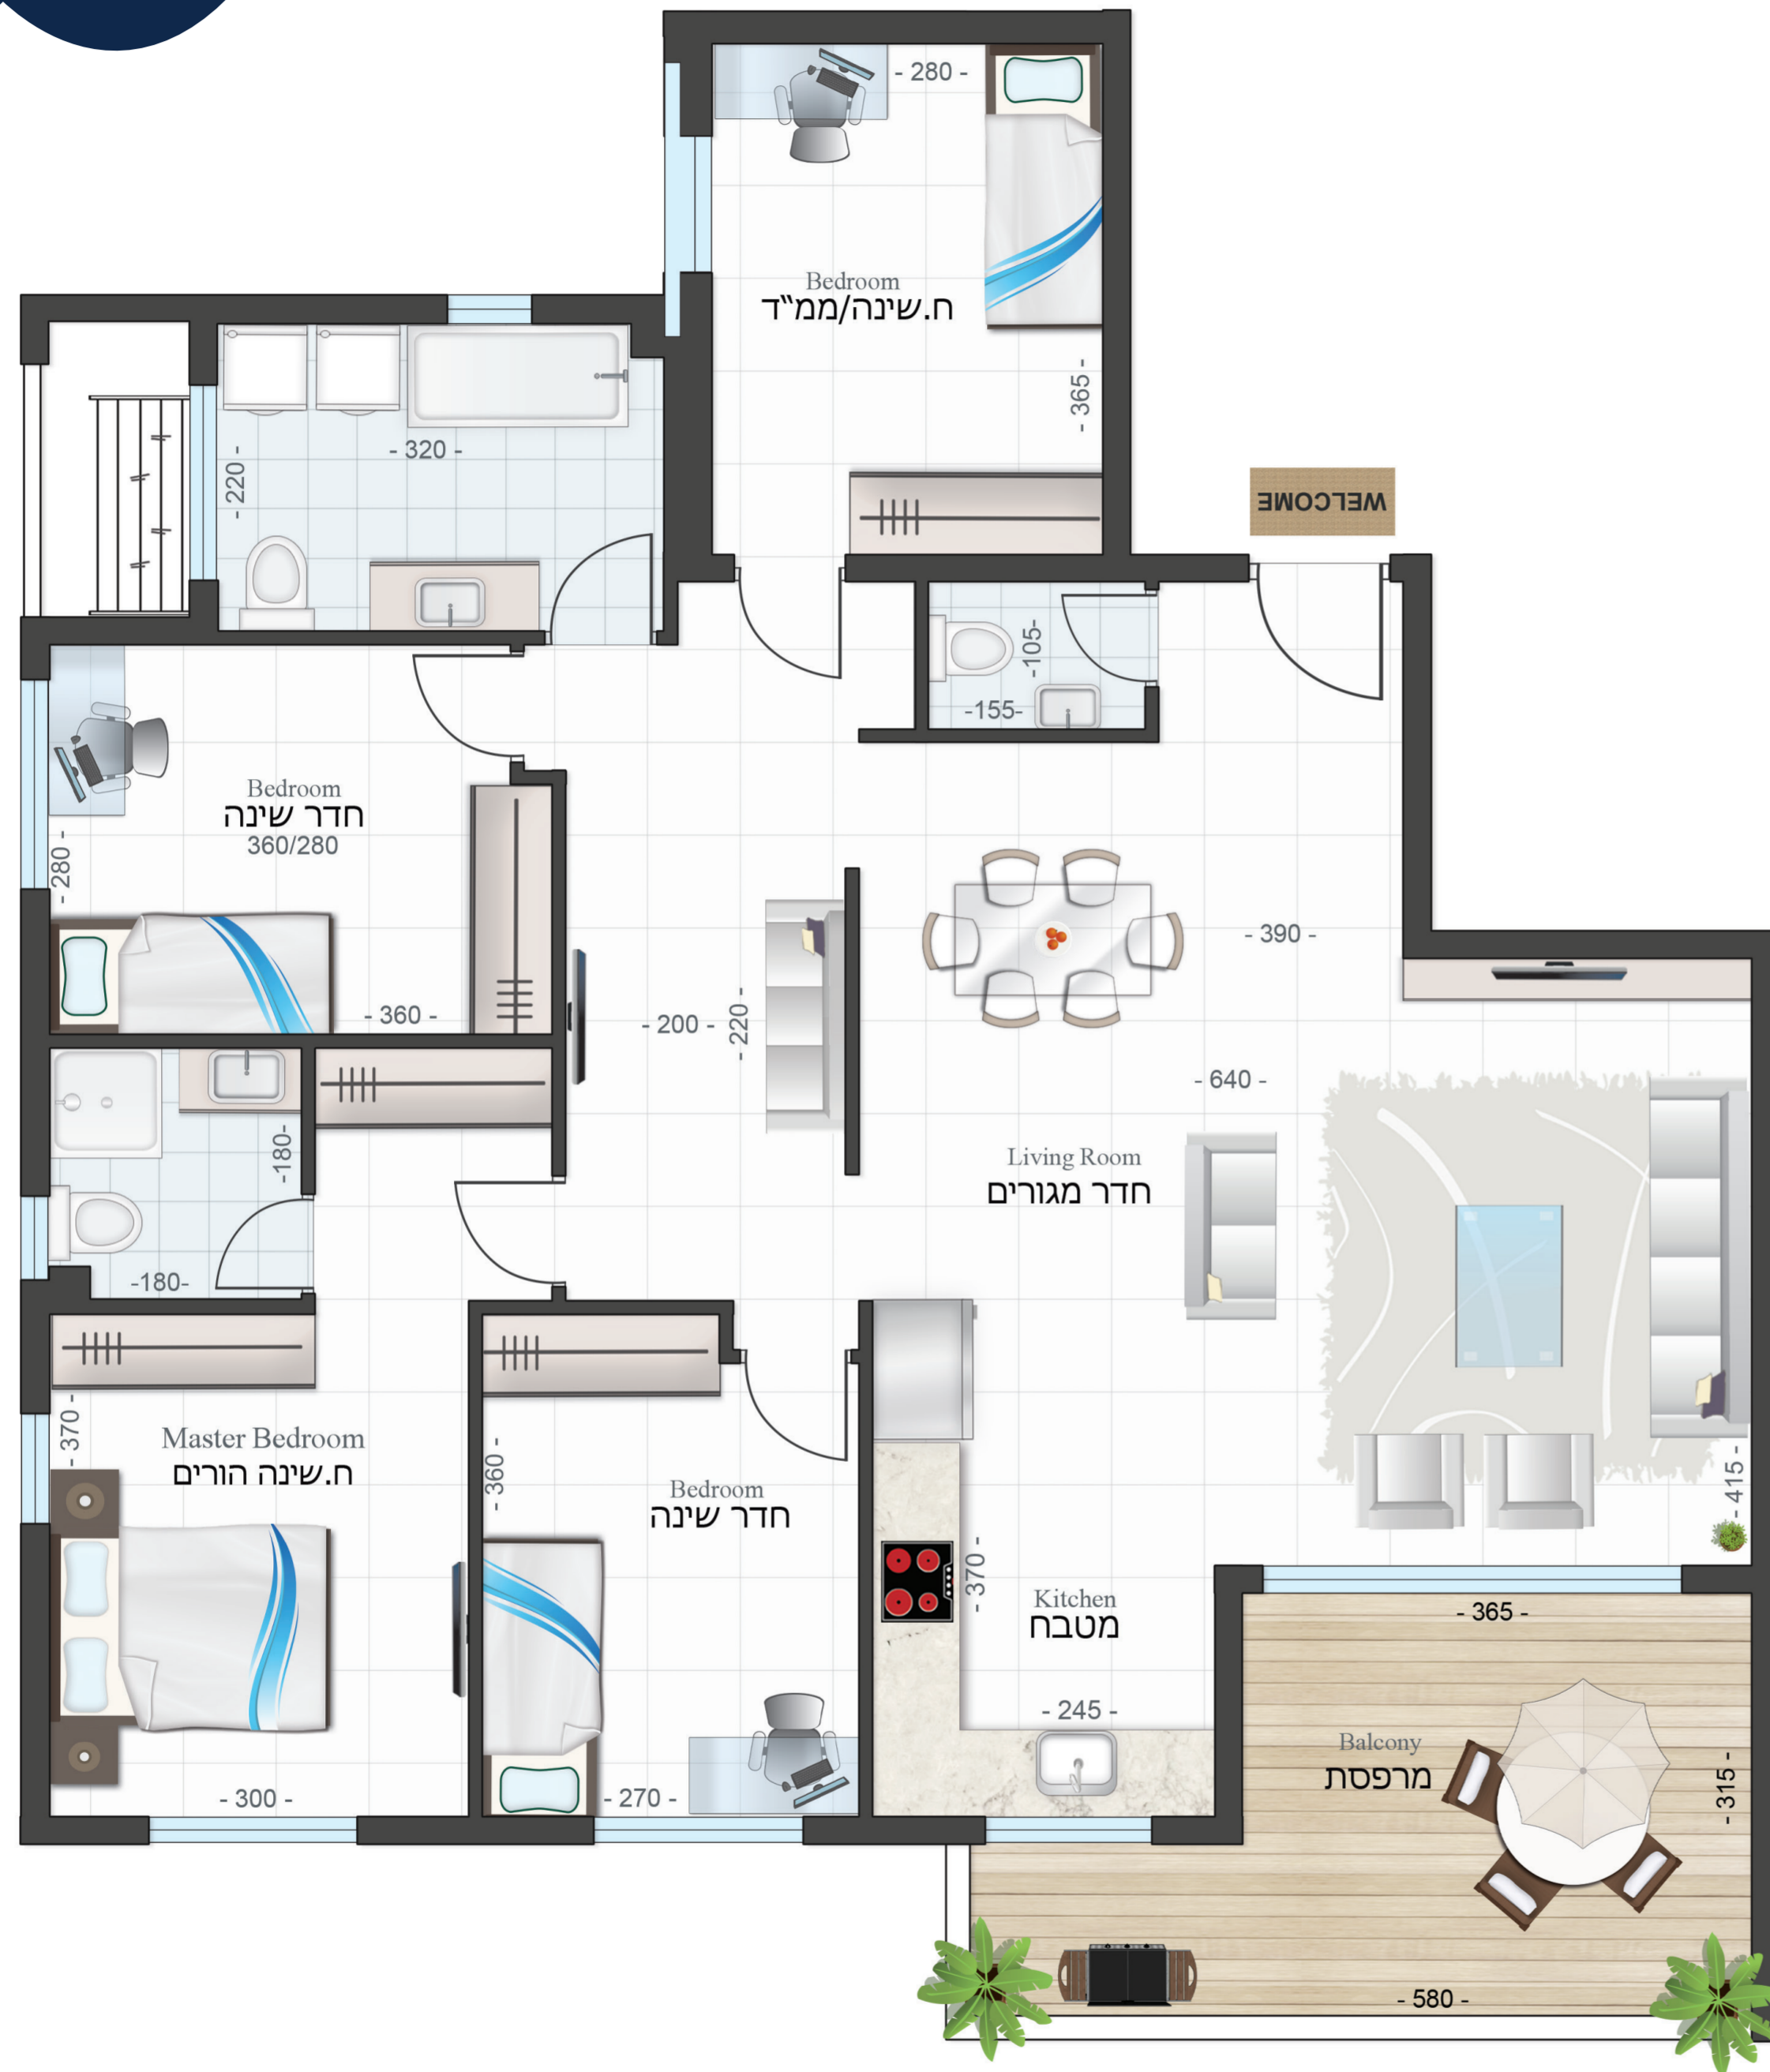 - 280 -
Bedroom
ח.שינה/ממ"ד
- 365 -
- 320 -
- 220 -
WELCOME
-105-
-155-
Bedroom
חדר שינה
360/280
- 280 -
- 360 -
- 200 -
- 220 -
- 390 -
- 640 -
-180-
-180-
Living Room
חדר מגורים
- 370 -
Master Bedroom
ח.שינה הורים
- 300 -
- 360 -
Bedroom
חדר שינה
- 270 -
- 370 -
Kitchen
מטבח
- 245 -
- 415 -
- 365 -
Balcony
מרפסת
- 315 -
- 580 -